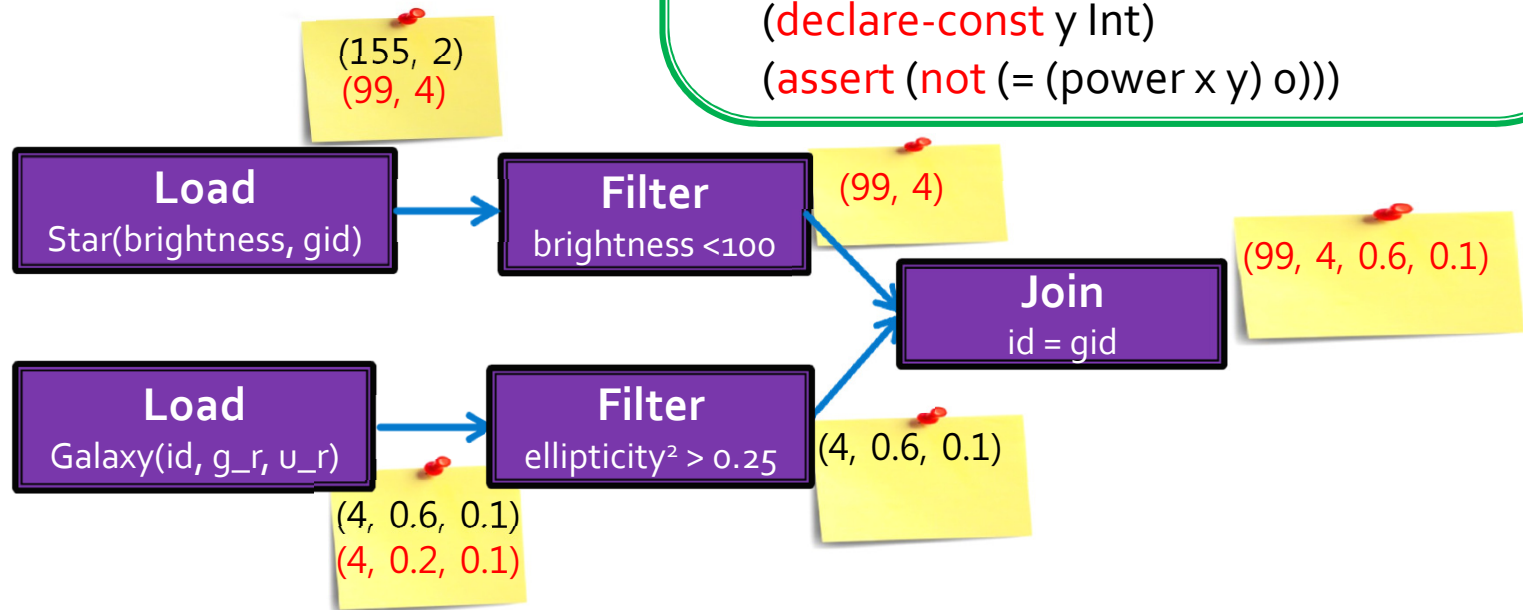 (declare-const y Int)
(assert (not (= (power x y) 0)))
(155, 2)
(99, 4)
Load
Star(brightness, gid)
Filter
brightness <100
(99, 4)
Join
id = gid
(99, 4, 0.6, 0.1)
Load
Galaxy(id, g_r, u_r)
(4, 0.6, 0.1)
(4, 0.2, 0.1)
Filter
ellipticity² > 0.25
(4, 0.6, 0.1)